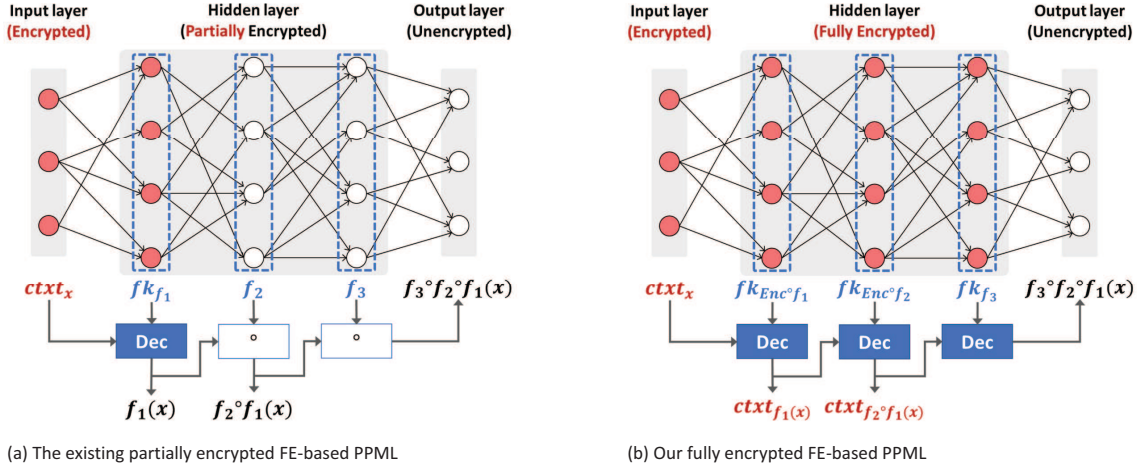 Input layer
(Encrypted)
Hidden layer
(Partially Encrypted)
Output layer
(Unencrypted)
ctxt_x
fk_{f_1}
f_2
f_3
f_3∘f_2∘f_1(x)
Dec
∘
∘
f_1(x)
f_2∘f_1(x)
(a) The existing partially encrypted FE-based PPML
Input layer
(Encrypted)
Hidden layer
(Fully Encrypted)
Output layer
(Unencrypted)
ctxt_x
fk_{Enc∘f_1}
fk_{Enc∘f_2}
fk_{f_3}
f_3∘f_2∘f_1(x)
Dec
Dec
Dec
ctxt_{f_1(x)}
ctxt_{f_2∘f_1(x)}
(b) Our fully encrypted FE-based PPML